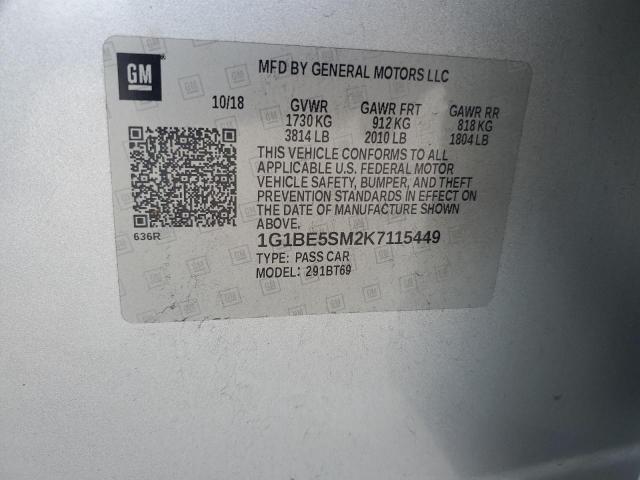 GM
MFD BY GENERAL MOTORS LLC
10/18 GVWR GAWR FRT GAWR RR
1730 KG 912 KG 818 KG
3814 LB 2010 LB 1804 LB
THIS VEHICLE CONFORMS TO ALL
APPLICABLE U.S. FEDERAL MOTOR
VEHICLE SAFETY, BUMPER, AND THEFT
PREVENTION STANDARDS IN EFFECT ON
THE DATE OF MANUFACTURE SHOWN
ABOVE.
636R
1G1BE5SM2K7115449
TYPE: PASS CAR
MODEL: 291BT69